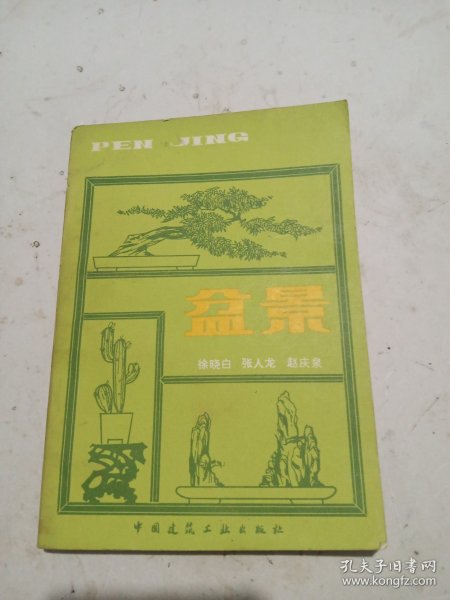 PEN JING
盆景
徐晓白 张人龙 赵庆泉
中国建筑工业出版社
孔夫子旧书网
www.kongfz.com